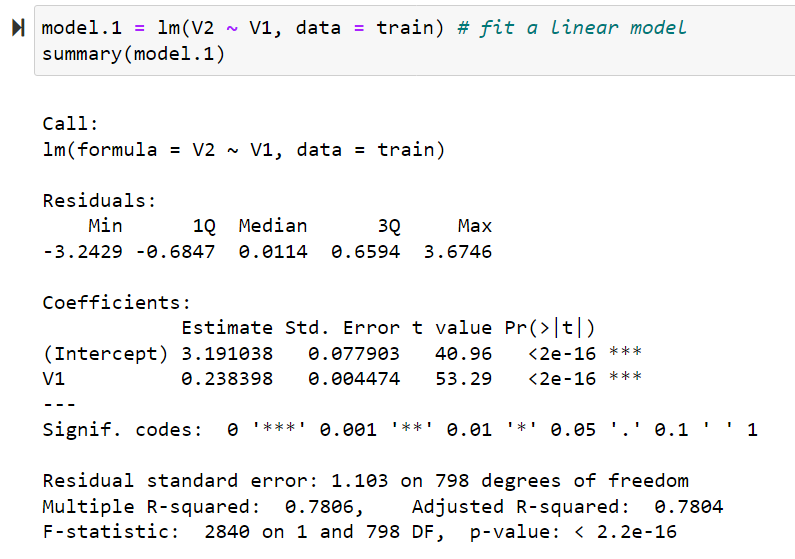 model.1 = lm(V2 ~ V1, data = train) # fit a linear model
summary(model.1)
Call:
lm(formula = V2 ~ V1, data = train)
Residuals:
    Min      1Q  Median      3Q     Max
-3.2429 -0.6847  0.0114  0.6594  3.6746
Coefficients:
            Estimate Std. Error t value Pr(>|t|)
(Intercept) 3.191038   0.077903   40.96   <2e-16 ***
V1          0.238398   0.004474   53.29   <2e-16 ***
---
Signif. codes:  0 '***' 0.001 '**' 0.01 '*' 0.05 '.' 0.1 ' ' 1
Residual standard error: 1.103 on 798 degrees of freedom
Multiple R-squared:  0.7806,    Adjusted R-squared:  0.7804
F-statistic:  2840 on 1 and 798 DF,  p-value: < 2.2e-16